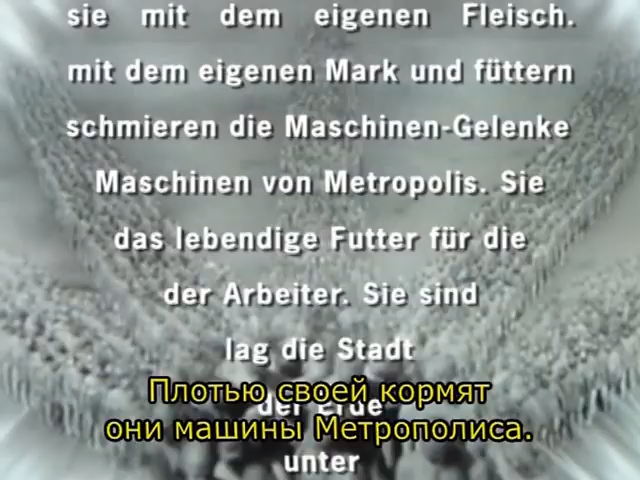 sie mit dem eigenen Fleisch.
mit dem eigenen Mark und füttern
schmieren die Maschinen-Gelenke
Maschinen von Metropolis. Sie
das lebendige Futter für die
der Arbeiter. Sie sind
lag die Stadt
der Erde
unter
Плотью своей кормят
они машины Метрополиса.